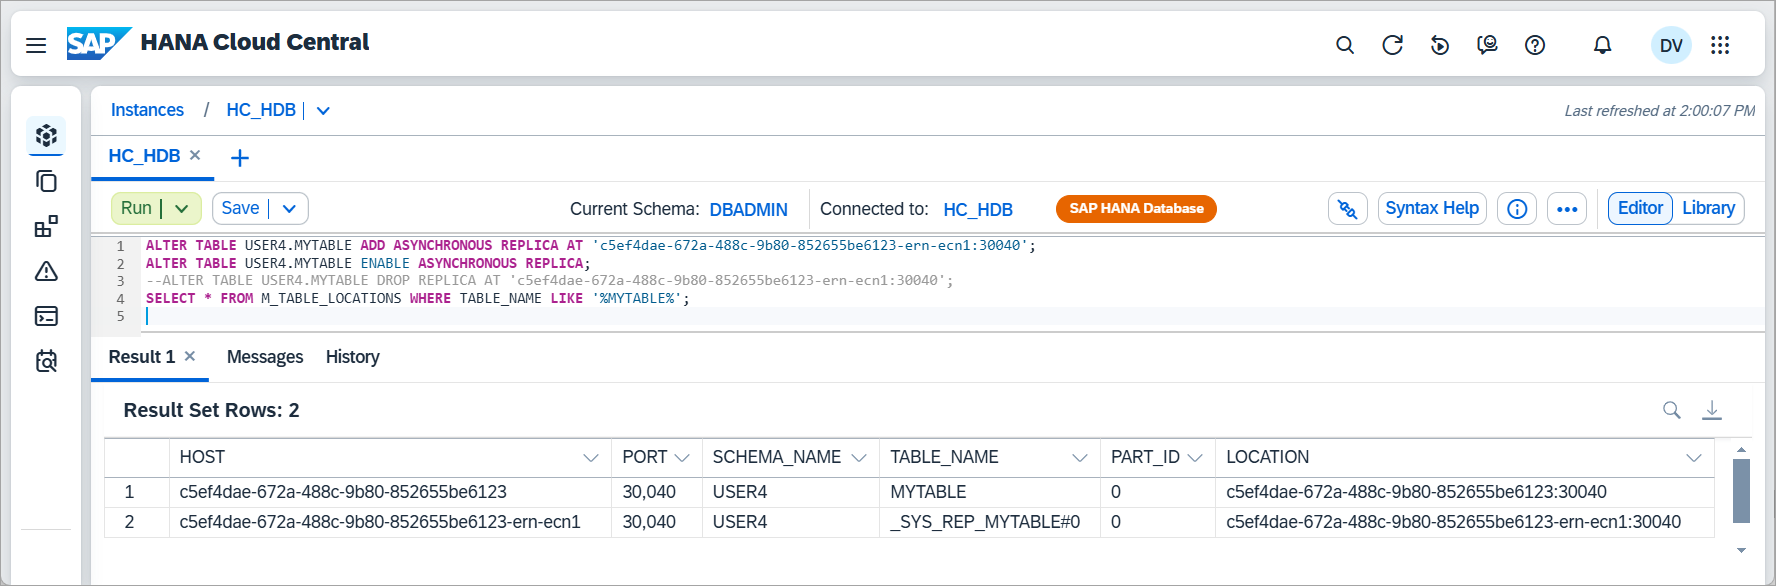 SAP HANA Cloud Central DV
Instances / HC_HDB Last refreshed at 2:00:07 PM
HC_HDB
Run Save Current Schema: DBADMIN Connected to: HC_HDB SAP HANA Database Syntax Help Editor Library
1 ALTER TABLE USER4.MYTABLE ADD ASYNCHRONOUS REPLICA AT 'c5ef4dae-672a-488c-9b80-852655be6123-ern-ecn1:30040';
2 ALTER TABLE USER4.MYTABLE ENABLE ASYNCHRONOUS REPLICA;
3 --ALTER TABLE USER4.MYTABLE DROP REPLICA AT 'c5ef4dae-672a-488c-9b80-852655be6123-ern-ecn1:30040';
4 SELECT * FROM M_TABLE_LOCATIONS WHERE TABLE_NAME LIKE '%MYTABLE%';
5
Result 1 Messages History
Result Set Rows: 2
HOST PORT SCHEMA_NAME TABLE_NAME PART_ID LOCATION
1 c5ef4dae-672a-488c-9b80-852655be6123 30,040 USER4 MYTABLE 0 c5ef4dae-672a-488c-9b80-852655be6123:30040
2 c5ef4dae-672a-488c-9b80-852655be6123-ern-ecn1 30,040 USER4 _SYS_REP_MYTABLE#0 0 c5ef4dae-672a-488c-9b80-852655be6123-ern-ecn1:30040